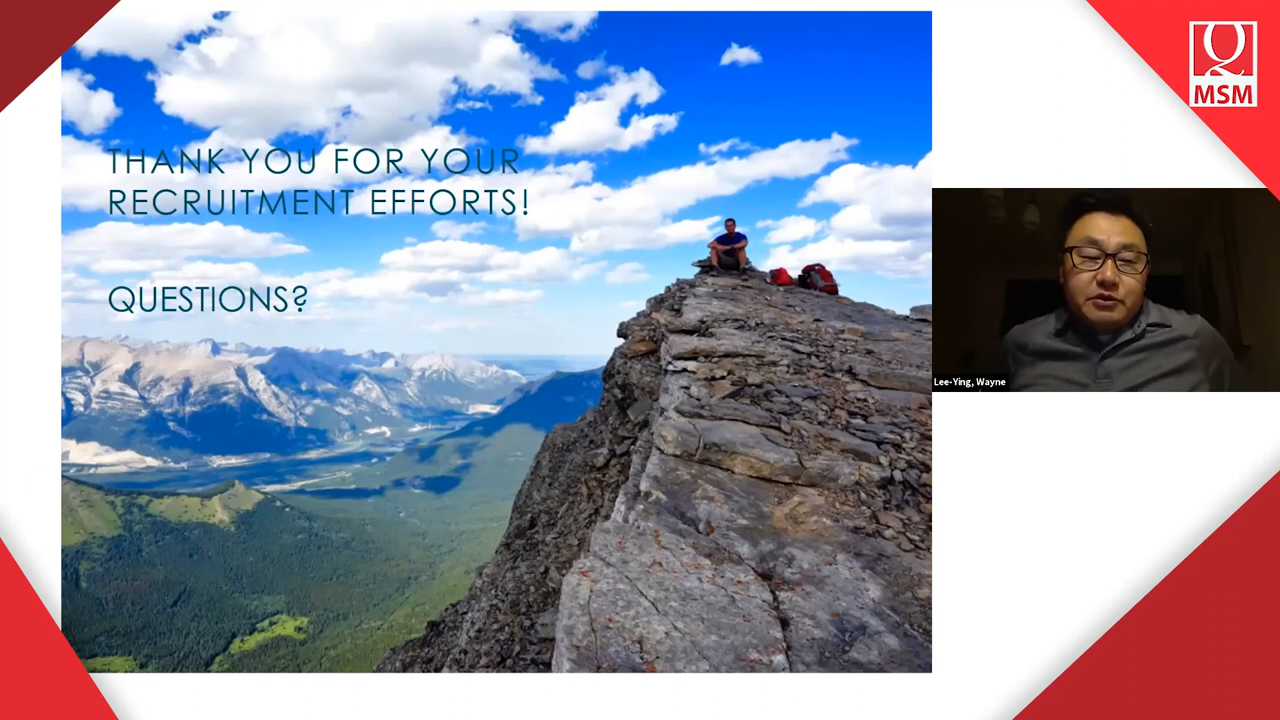 THANK YOU FOR YOUR
RECRUITMENT EFFORTS!
QUESTIONS?
Q
MSM
Lee-Ying, Wayne